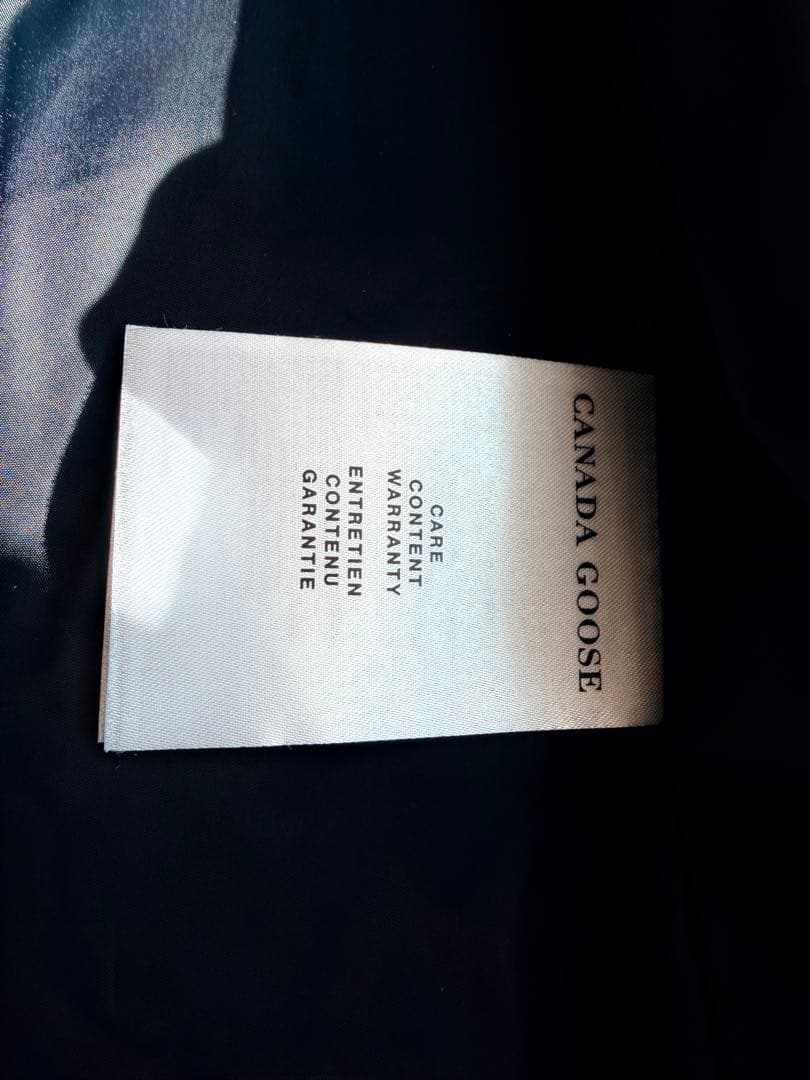 CANADA GOOSE
CARE
CONTENT
WARRANTY
ENTRETIEN
CONTENU
GARANTIE